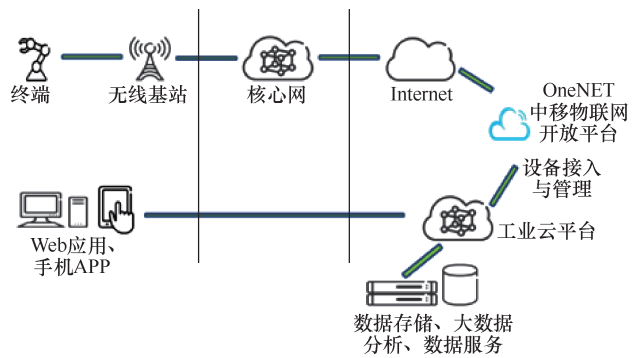 终端
无线基站
核心网
Internet
OneNET
中移物联网
开放平台
设备接入
与管理
Web应用、
手机APP
工业云平台
数据存储、大数据
分析、数据服务